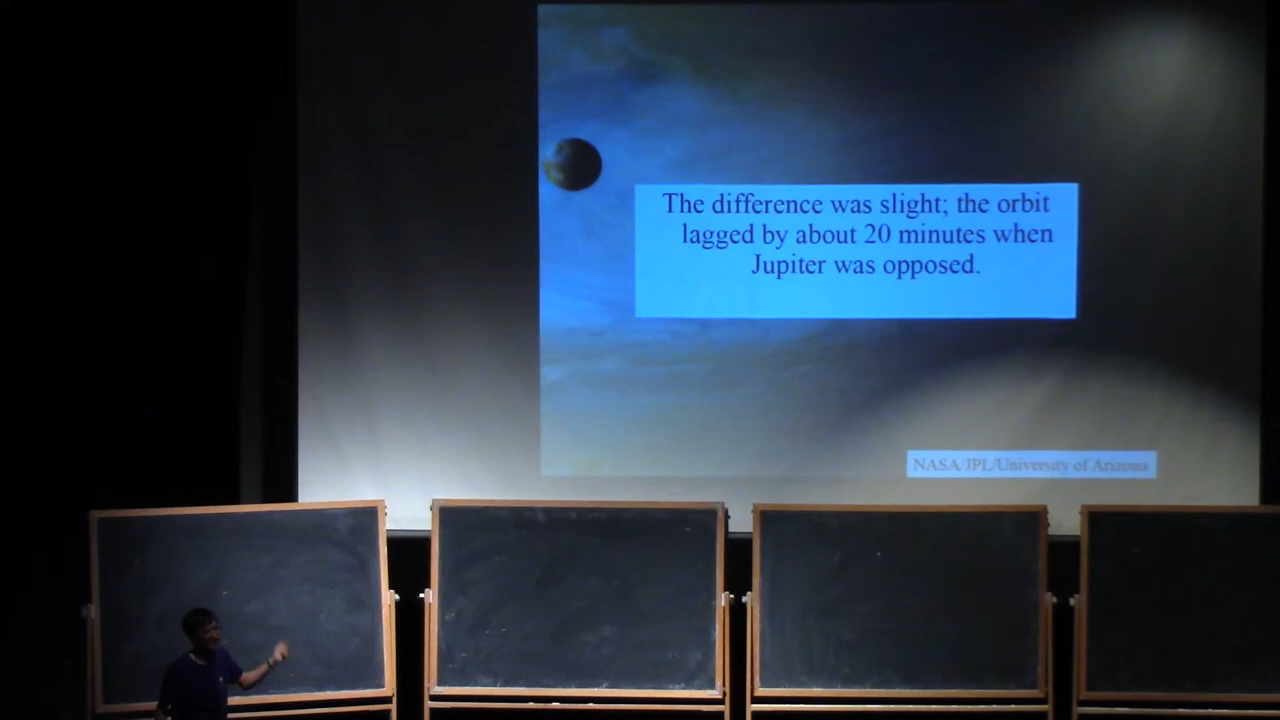 The difference was slight; the orbit
lagged by about 20 minutes when
Jupiter was opposed.
NASA/JPL/University of Arizona